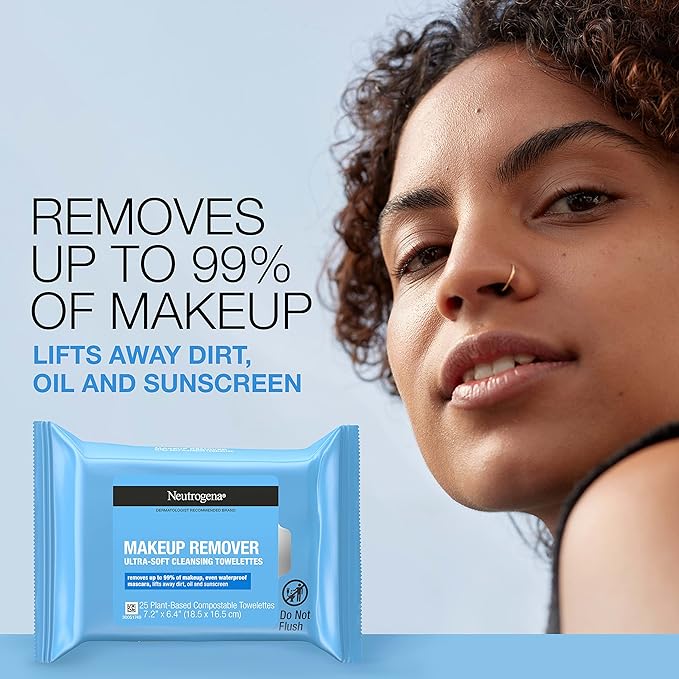 REMOVES
UP TO 99%
OF MAKEUP
LIFTS AWAY DIRT,
OIL AND SUNSCREEN
Neutrogena®
DERMATOLOGIST RECOMMENDED BRAND
MAKEUP REMOVER
ULTRA-SOFT CLEANSING TOWELETTES
removes up to 99% of makeup, even waterproof
mascara, lifts away dirt, oil and sunscreen
25 Plant-Based Compostable Towelettes
7.2" x 6.4" (18.5 x 16.5 cm)
Do Not
Flush